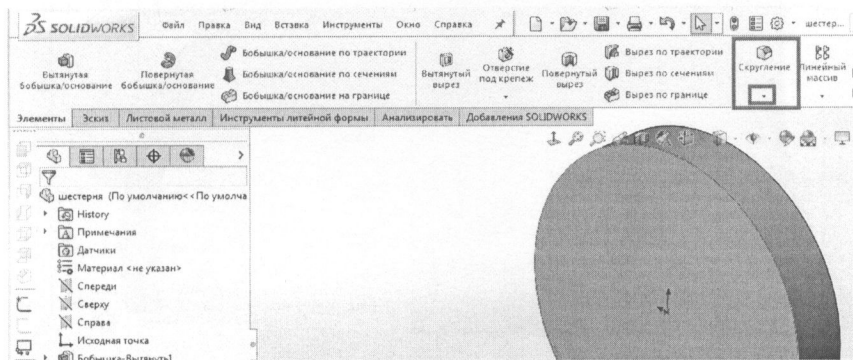 SOLIDWORKS Файл Правка Вид Вставка Инструменты Окно Справка шестер...
Вытянутая бобышка/основание
Повернутая бобышка/основание
Бобышка/основание по траектории
Бобышка/основание по сечениям
Бобышка/основание на границе
Вытянутый вырез
Отверстие под крепеж
Повернутый вырез
Вырез по траектории
Вырез по сечениям
Вырез по границе
Скругление
Линейный массив
Элементы Эскиз Листовой металл Инструменты литейной формы Анализировать Добавления SOLIDWORKS
шестерня (По умолчанию<<По умолча
History
Примечания
Датчики
Материал <не указан>
Спереди
Сверху
Справа
Исходная точка
Бобышка-Вытянуть1